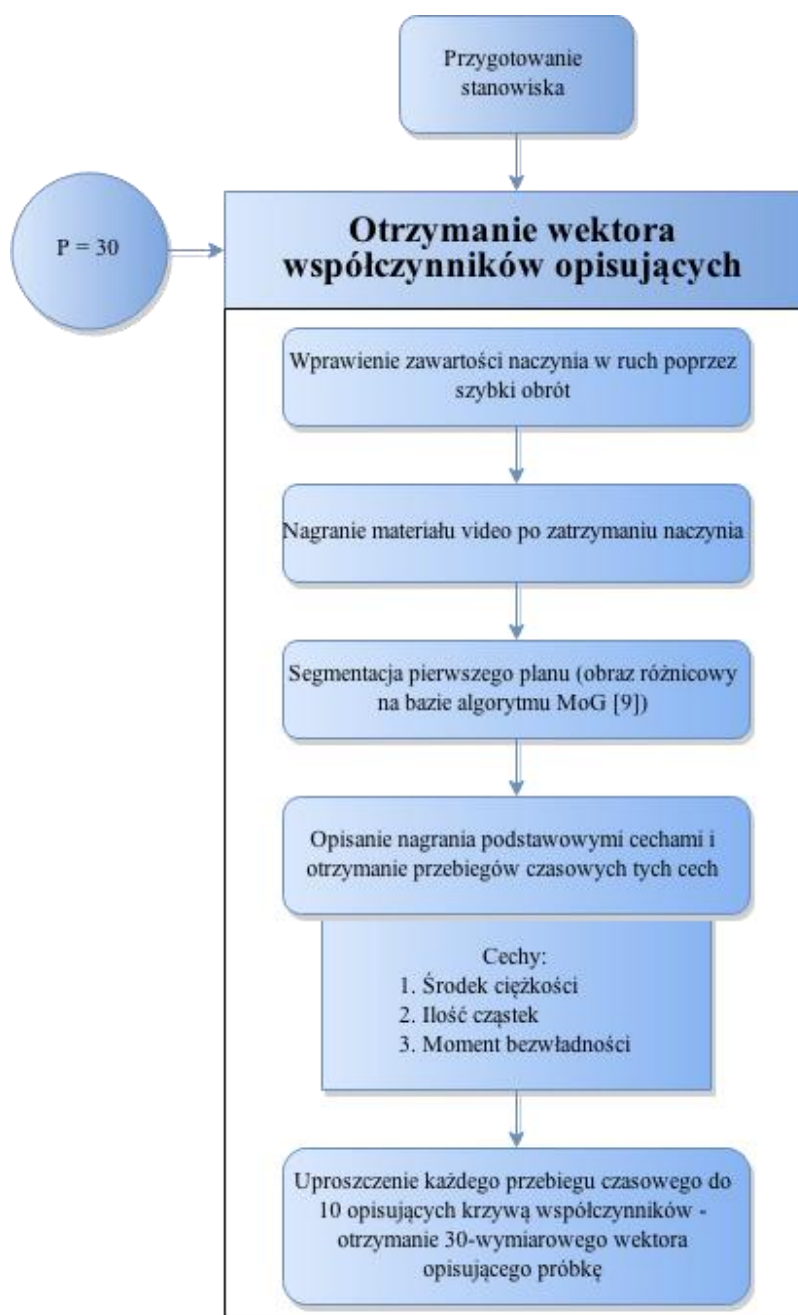 Przygotowanie
stanowiska
P = 30
Otrzymanie wektora
współczynników opisujących
Wprawienie zawartości naczynia w ruch poprzez
szybki obrót
Nagranie materiału video po zatrzymaniu naczynia
Segmentacja pierwszego planu (obraz różnicowy
na bazie algorytmu MoG [9])
Opisanie nagrania podstawowymi cechami i
otrzymanie przebiegów czasowych tych cech
Cechy:
1. Środek ciężkości
2. Ilość cząstek
3. Moment bezwładności
Uproszczenie każdego przebiegu czasowego do
10 opisujących krzywą współczynników -
otrzymanie 30-wymiarowego wektora
opisującego próbkę